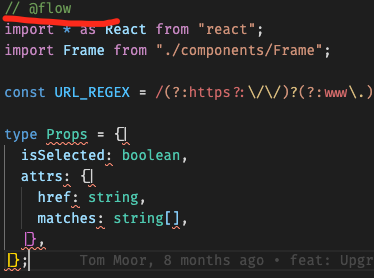 // @flow
import * as React from "react";
import Frame from "./components/Frame";
const URL_REGEX = /(?:https?:\/\/)?(?:www\.)
type Props = {|
isSelected: boolean,
attrs: {|
href: string,
matches: string[],
|},
|};
Tom Moor, 8 months ago • feat: Upgr